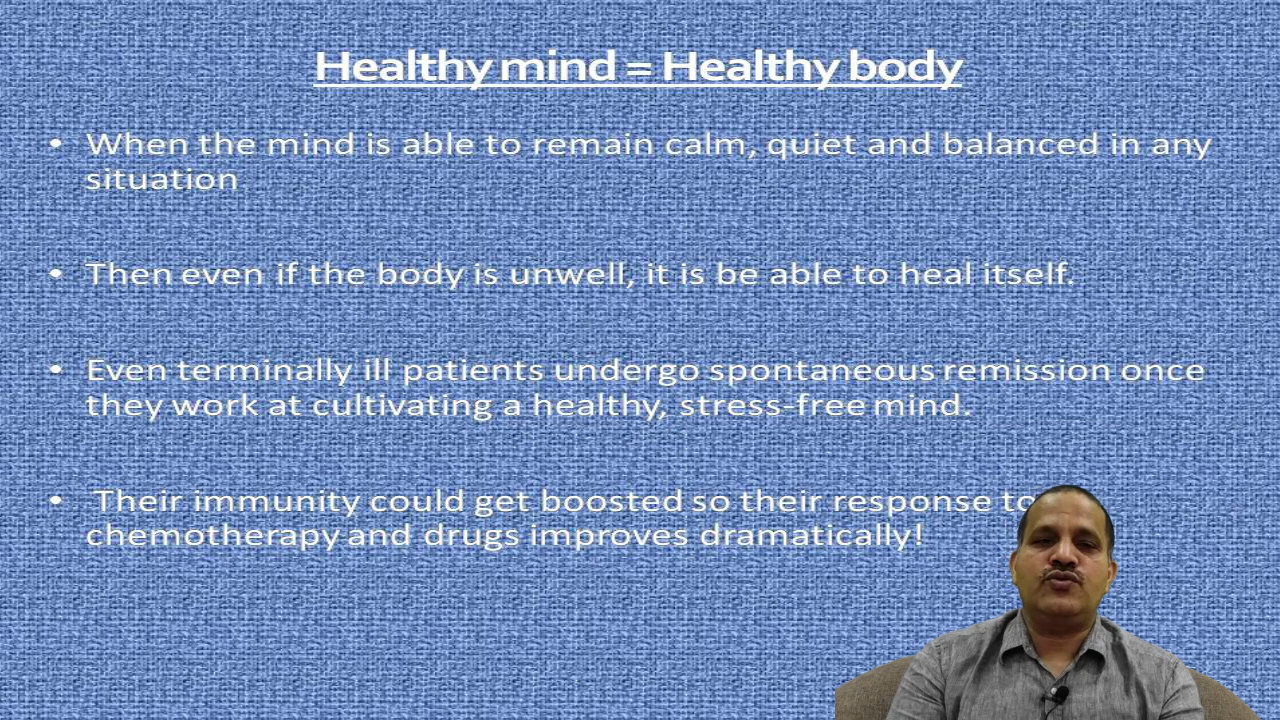 Healthy mind = Healthy body
• When the mind is able to remain calm, quiet and balanced in any
situation
• Then even if the body is unwell, it is be able to heal itself.
• Even terminally ill patients undergo spontaneous remission once
they work at cultivating a healthy, stress-free mind.
• Their immunity could get boosted so their response to
chemotherapy and drugs improves dramatically!